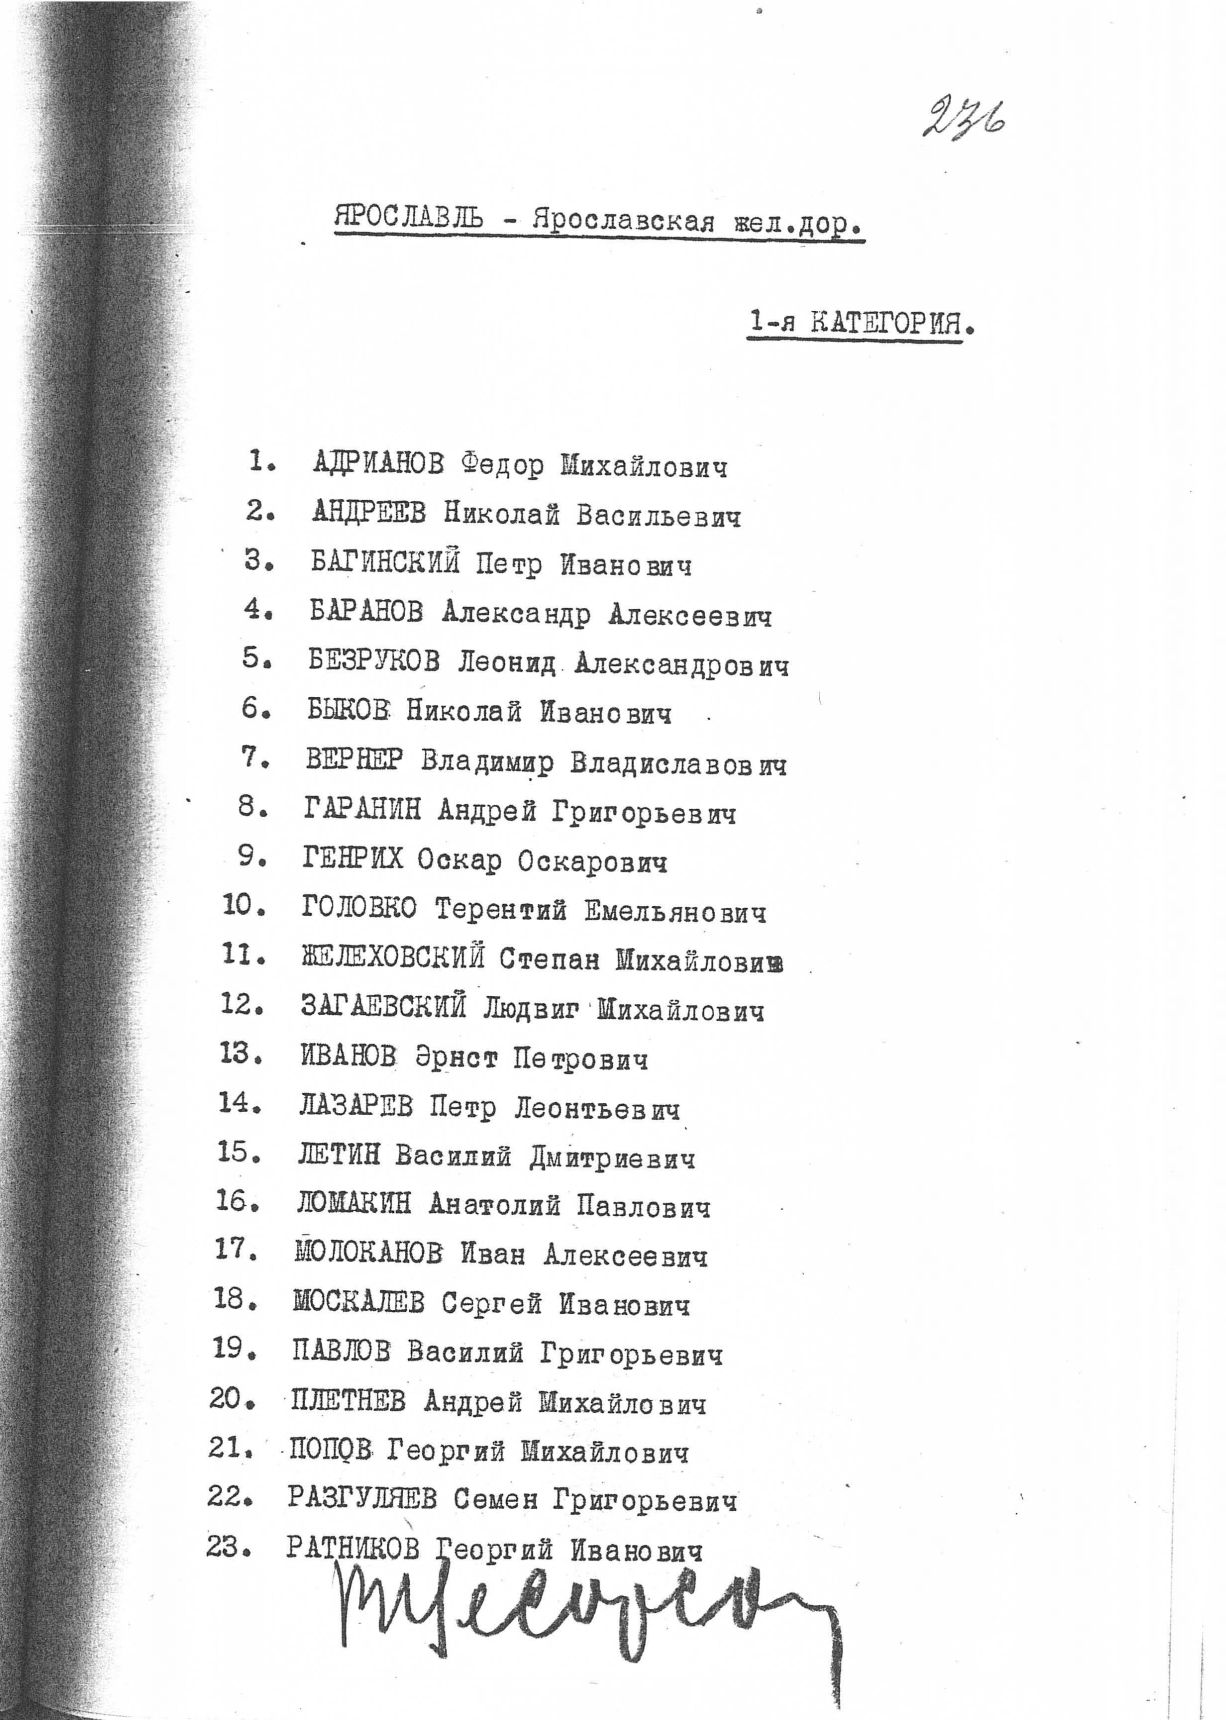 236
ЯРОСЛАВЛЬ - Ярославская жел.дор.
1-я КАТЕГОРИЯ.
1. АДРИАНОВ Федор Михайлович
2. АНДРЕЕВ Николай Васильевич
3. БАГИНСКИЙ Петр Иванович
4. БАРАНОВ Александр Алексеевич
5. БЕЗРУКОВ Леонид Александрович
6. БЫКОВ Николай Иванович
7. ВЕРНЕР Владимир Владиславович
8. ГАРАНИН Андрей Григорьевич
9. ГЕНРИХ Оскар Оскарович
10. ГОЛОВКО Терентий Емельянович
11. ЖЕЛЕХОВСКИЙ Степан Михайлович
12. ЗАГАЕВСКИЙ Людвиг Михайлович
13. ИВАНОВ Эрнст Петрович
14. ЛАЗАРЕВ Петр Леонтьевич
15. ЛЕТИН Василий Дмитриевич
16. ЛОМАКИН Анатолий Павлович
17. МОЛОКАНОВ Иван Алексеевич
18. МОСКАЛЕВ Сергей Иванович
19. ПАВЛОВ Василий Григорьевич
20. ПЛЕТНЕВ Андрей Михайлович
21. ПОПОВ Георгий Михайлович
22. РАЗГУЛЯЕВ Семен Григорьевич
23. РАТНИКОВ Георгий Иванович